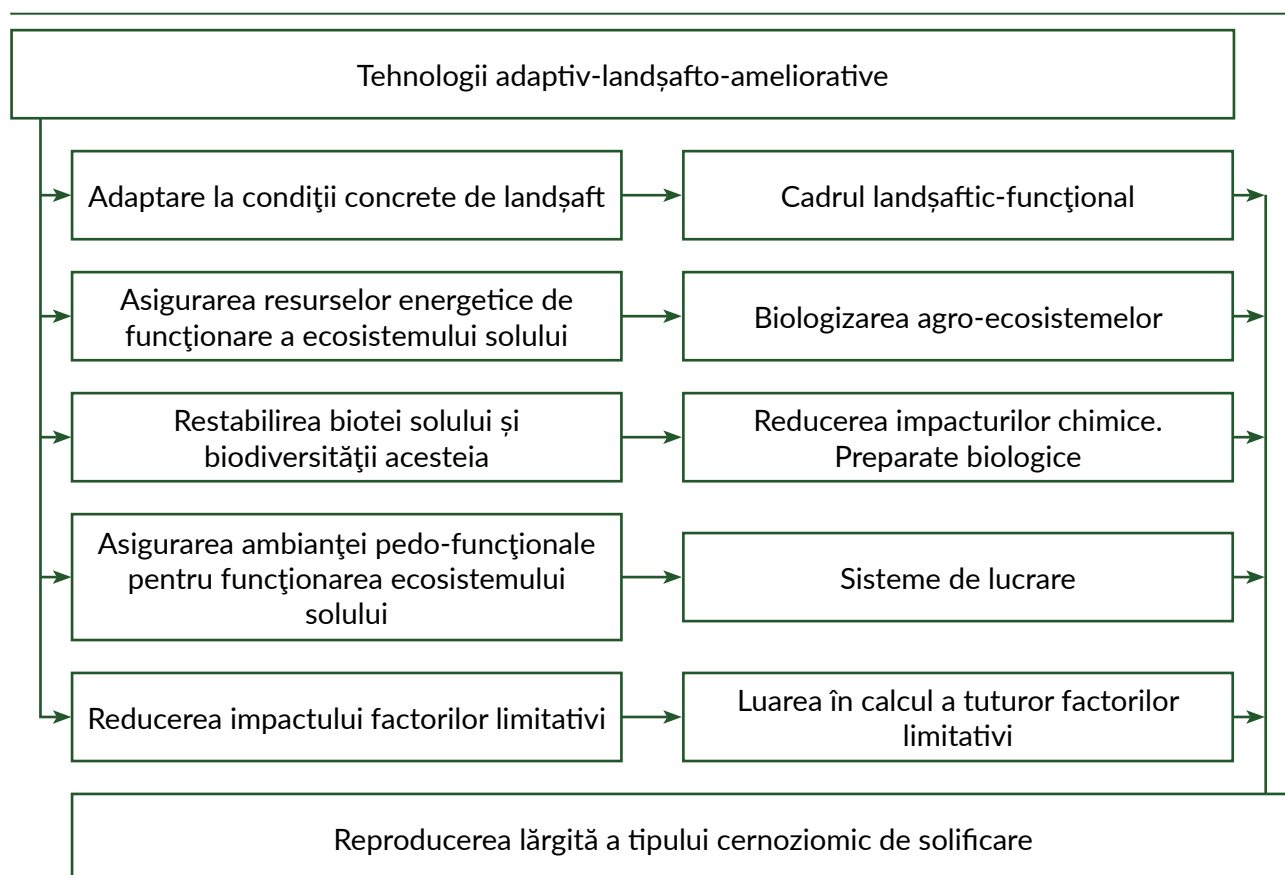 Tehnologii adaptiv-landșafto-ameliorative
Adaptare la condiţii concrete de landșaft
Cadrul landșaftic-funcţional
Asigurarea resurselor energetice de
funcţionare a ecosistemului solului
Biologizarea agro-ecosistemelor
Restabilirea biotei solului și
biodiversităţii acesteia
Reducerea impacturilor chimice.
Preparate biologice
Asigurarea ambianţei pedo-funcţionale
pentru funcţionarea ecosistemului
solului
Sisteme de lucrare
Reducerea impactului factorilor limitativi
Luarea în calcul a tuturor factorilor
limitativi
Reproducerea lărgită a tipului cernoziomic de solificare